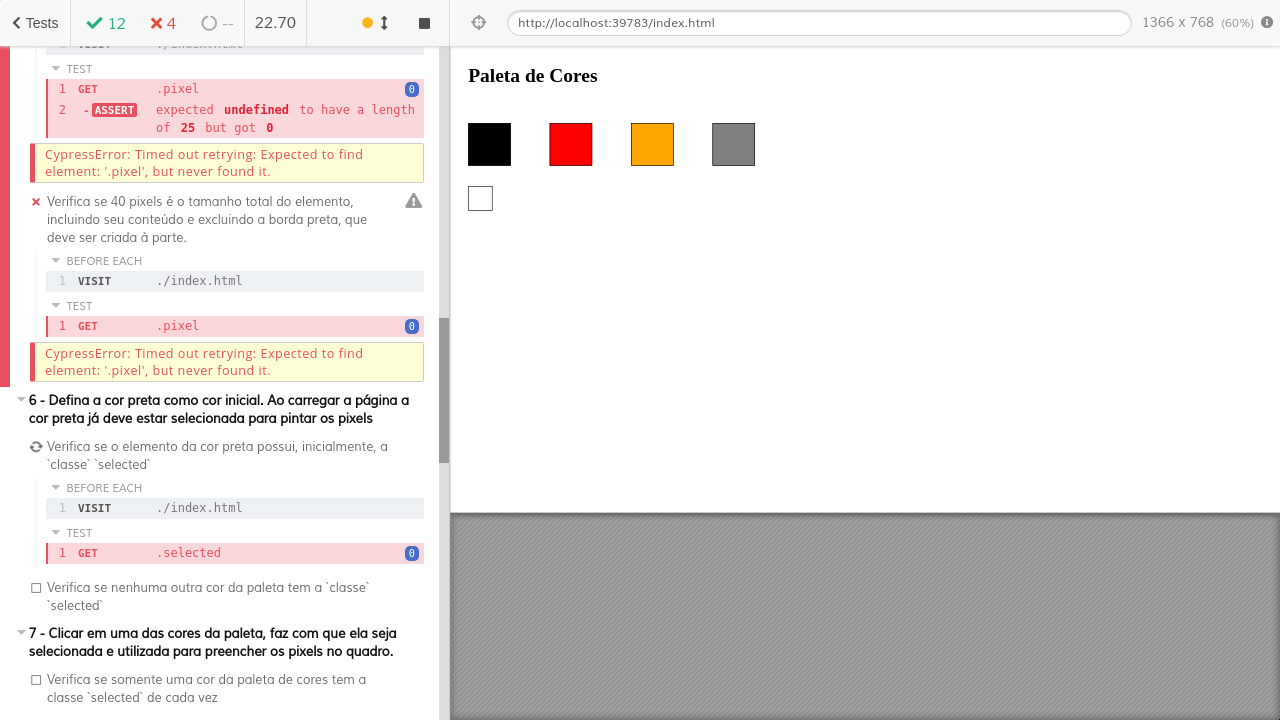 Tests
12
4
--
22.70
http://localhost:39783/index.html
1366 x 768 (60%)
TEST
1 GET .pixel 0
2 -ASSERT expected undefined to have a length
of 25 but got 0
CypressError: Timed out retrying: Expected to find
element: '.pixel', but never found it.
Verifica se 40 pixels é o tamanho total do elemento,
incluindo seu conteúdo e excluindo a borda preta, que
deve ser criada à parte.
BEFORE EACH
1 VISIT ./index.html
TEST
1 GET .pixel 0
CypressError: Timed out retrying: Expected to find
element: '.pixel', but never found it.
6 - Defina a cor preta como cor inicial. Ao carregar a página a
cor preta já deve estar selecionada para pintar os pixels
Verifica se o elemento da cor preta possui, inicialmente, a
`classe` `selected`
BEFORE EACH
1 VISIT ./index.html
TEST
1 GET .selected 0
Verifica se nenhuma outra cor da paleta tem a `classe`
`selected`
7 - Clicar em uma das cores da paleta, faz com que ela seja
selecionada e utilizada para preencher os pixels no quadro.
Verifica se somente uma cor da paleta de cores tem a
classe `selected` de cada vez
Paleta de Cores